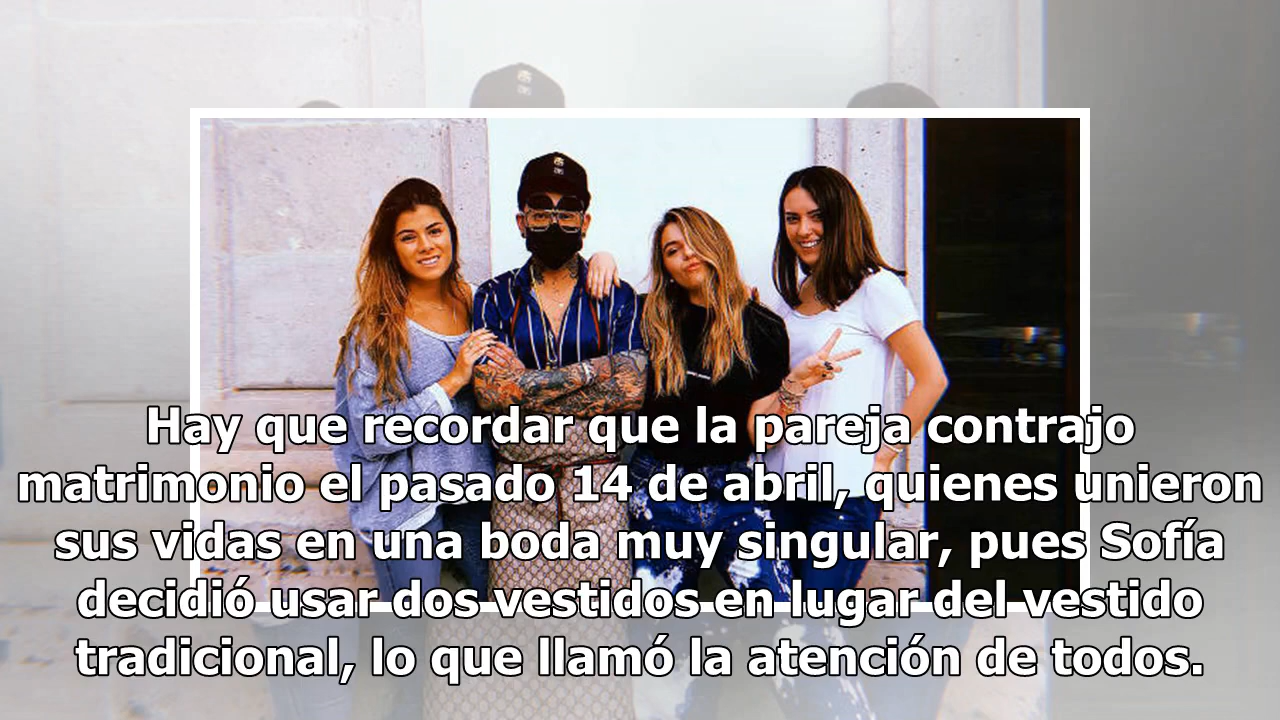 Hay que recordar que la pareja contrajo
matrimonio el pasado 14 de abril, quienes unieron
sus vidas en una boda muy singular, pues Sofía
decidió usar dos vestidos en lugar del vestido
tradicional, lo que llamó la atención de todos.